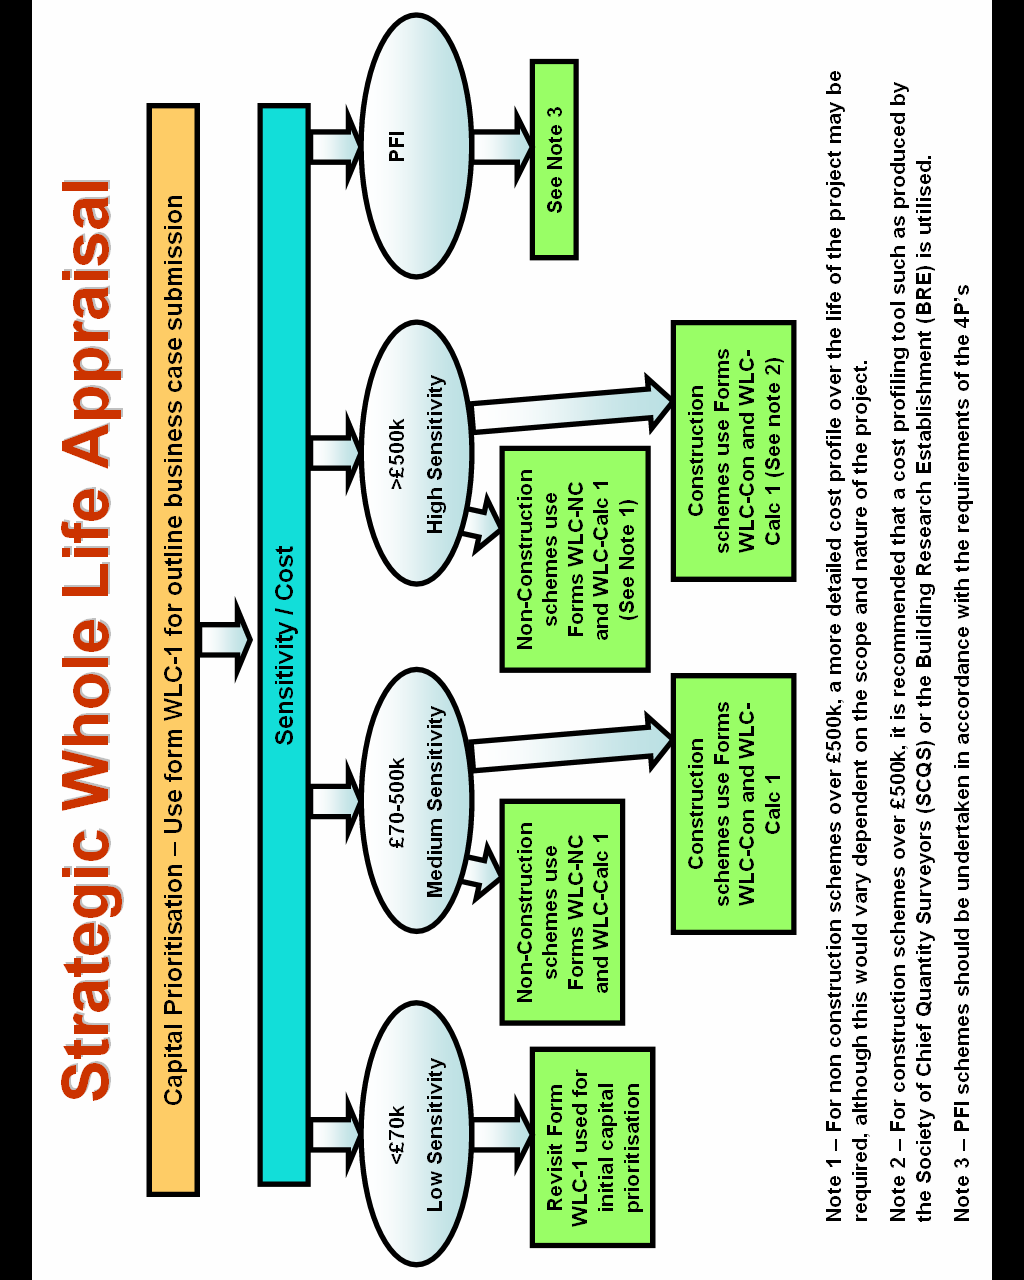 Strategic Whole Life Appraisal
Capital Prioritisation – Use form WLC-1 for outline business case submission
Sensitivity / Cost
<£70k
Low Sensitivity
£70-500k
Medium Sensitivity
>£500k
High Sensitivity
PFI
Revisit Form
WLC-1 used for
initial capital
prioritisation
Non-Construction
schemes use
Forms WLC-NC
and WLC-Calc 1
Construction
schemes use Forms
WLC-Con and WLC-
Calc 1
Non-Construction
schemes use
Forms WLC-NC
and WLC-Calc 1
(See Note 1)
Construction
schemes use Forms
WLC-Con and WLC-
Calc 1 (See note 2)
See Note 3
Note 1 – For non construction schemes over £500k, a more detailed cost profile over the life of the project may be
required, although this would vary dependent on the scope and nature of the project.
Note 2 – For construction schemes over £500k, it is recommended that a cost profiling tool such as produced by
the Society of Chief Quantity Surveyors (SCQS) or the Building Research Establishment (BRE) is utilised.
Note 3 – PFI schemes should be undertaken in accordance with the requirements of the 4P's